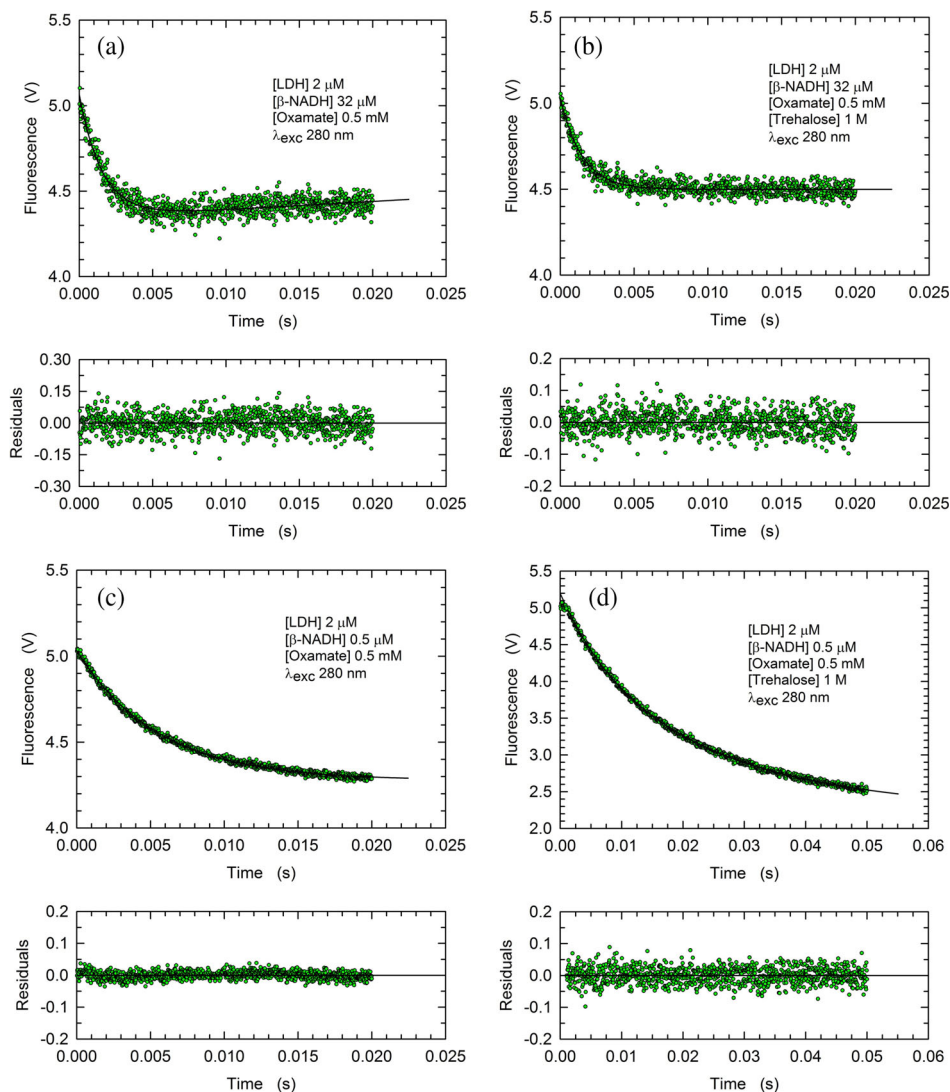 (a)
[LDH] 2 μM
[β-NADH] 32 μM
[Oxamate] 0.5 mM
λexc 280 nm
Fluorescence (V)
5.5
5.0
4.5
4.0
0.000 0.005 0.010 0.015 0.020 0.025
Time (s)
Residuals
0.30
0.15
0.00
-0.15
-0.30
0.000 0.005 0.010 0.015 0.020 0.025
Time (s)
(b)
[LDH] 2 μM
[β-NADH] 32 μM
[Oxamate] 0.5 mM
[Trehalose] 1 M
λexc 280 nm
Fluorescence (V)
5.5
5.0
4.5
4.0
0.000 0.005 0.010 0.015 0.020 0.025
Time (s)
Residuals
0.2
0.1
0.0
-0.1
-0.2
0.000 0.005 0.010 0.015 0.020 0.025
Time (s)
(c)
[LDH] 2 μM
[β-NADH] 0.5 μM
[Oxamate] 0.5 mM
λexc 280 nm
Fluorescence (V)
5.5
5.0
4.5
4.0
0.000 0.005 0.010 0.015 0.020 0.025
Time (s)
Residuals
0.2
0.1
0.0
-0.1
-0.2
0.000 0.005 0.010 0.015 0.020 0.025
Time (s)
(d)
[LDH] 2 μM
[β-NADH] 0.5 μM
[Oxamate] 0.5 mM
[Trehalose] 1 M
λexc 280 nm
Fluorescence (V)
5.5
5.0
4.5
4.0
3.5
3.0
2.5
2.0
0.00 0.01 0.02 0.03 0.04 0.05 0.06
Time (s)
Residuals
0.2
0.1
0.0
-0.1
-0.2
0.00 0.01 0.02 0.03 0.04 0.05 0.06
Time (s)